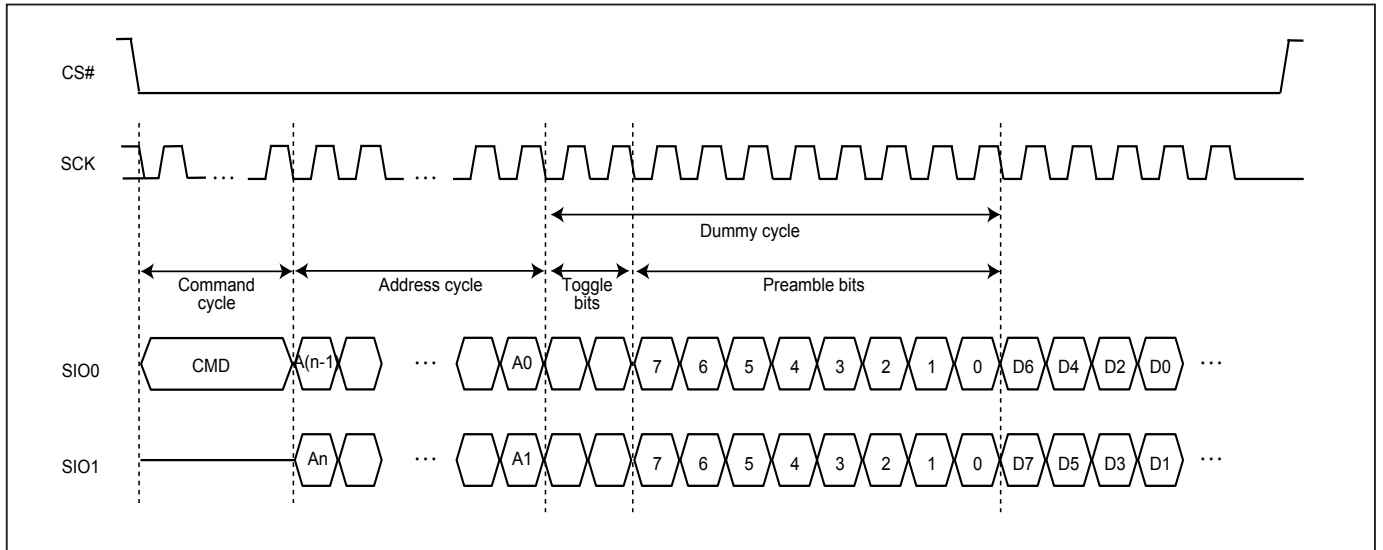 CS#
SCK
…
…
Dummy cycle
Command
cycle
Address cycle
Toggle
bits
Preamble bits
SIO0
CMD
A(n-1)
…
A0
7
6
5
4
3
2
1
0
D6
D4
D2
D0
…
SIO1
An
…
A1
7
6
5
4
3
2
1
0
D7
D5
D3
D1
…